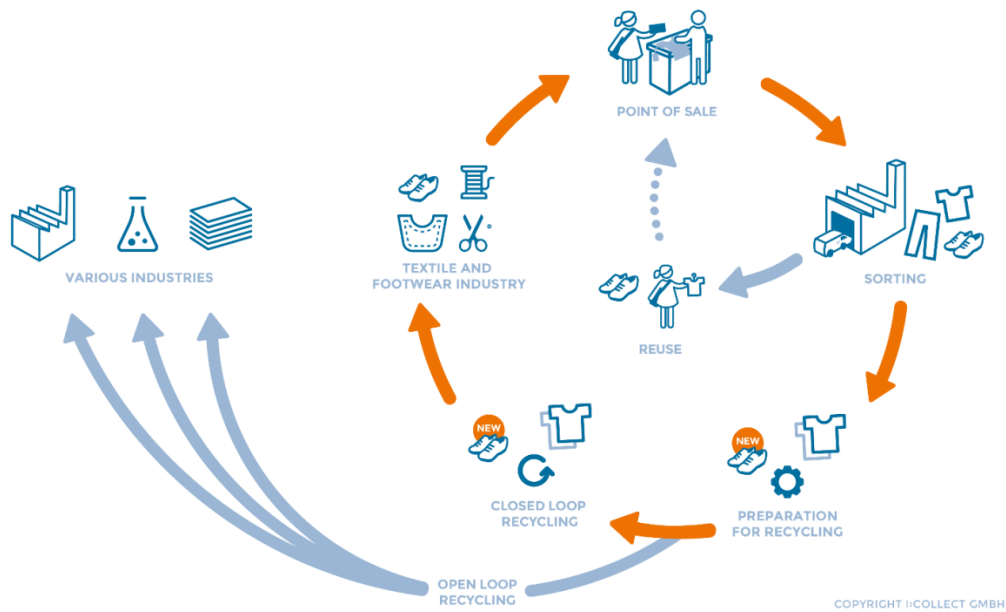 POINT OF SALE
VARIOUS INDUSTRIES
TEXTILE AND
FOOTWEAR INDUSTRY
SORTING
REUSE
NEW
CLOSED LOOP
RECYCLING
NEW
PREPARATION
FOR RECYCLING
OPEN LOOP
RECYCLING
COPYRIGHT I:COLLECT GMBH